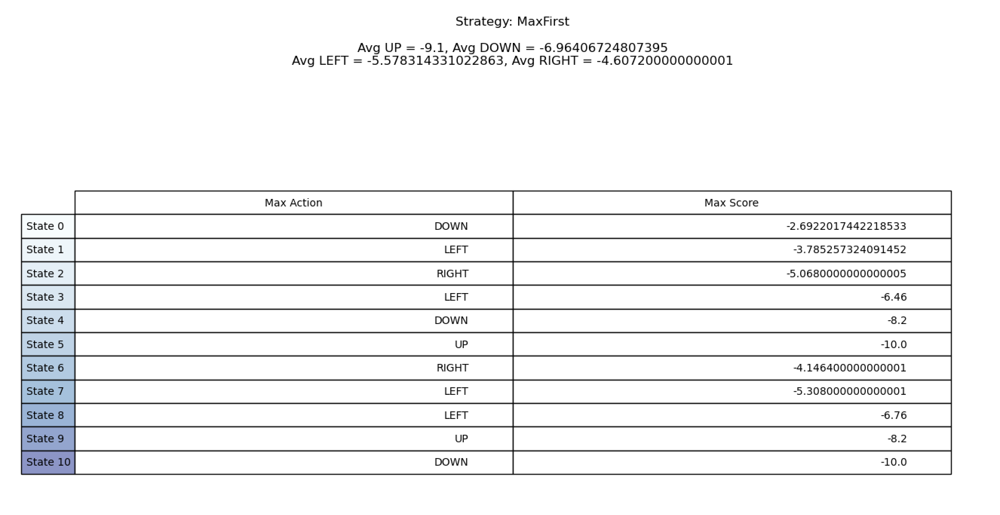 Strategy: MaxFirst
Avg UP = -9.1, Avg DOWN = -6.96406724807395
Avg LEFT = -5.578314331022863, Avg RIGHT = -4.607200000000001
Max Action Max Score
State 0 DOWN -2.6922017442218533
State 1 LEFT -3.785257324091452
State 2 RIGHT -5.0680000000000005
State 3 LEFT -6.46
State 4 DOWN -8.2
State 5 UP -10.0
State 6 RIGHT -4.146400000000001
State 7 LEFT -5.308000000000001
State 8 LEFT -6.76
State 9 UP -8.2
State 10 DOWN -10.0